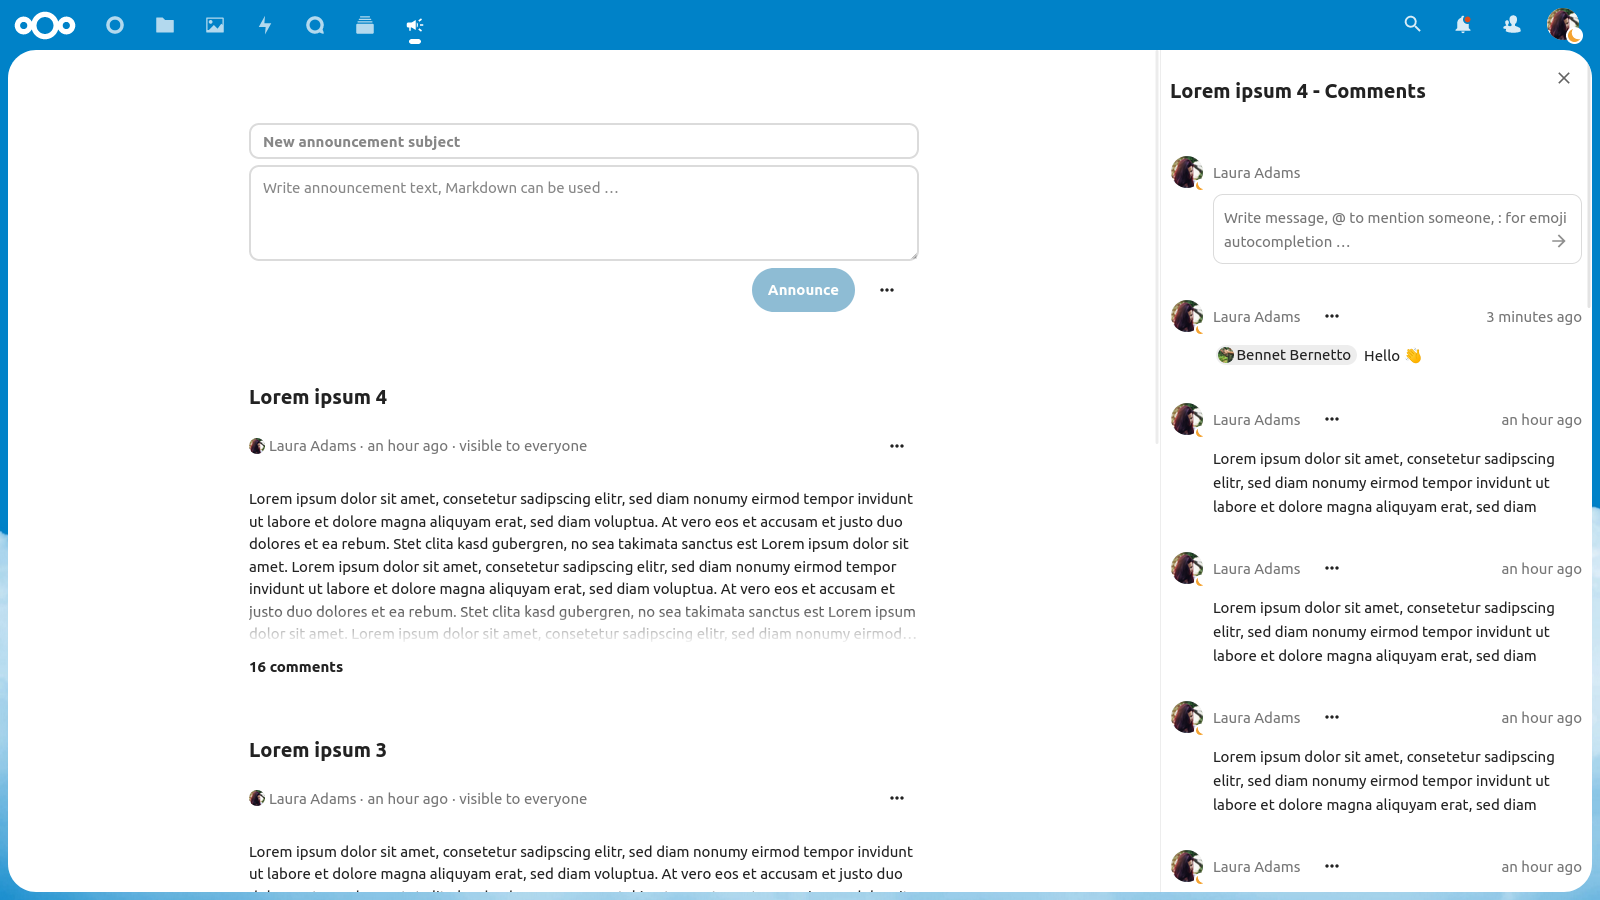 New announcement subject
Write announcement text, Markdown can be used …
Announce
Lorem ipsum 4
Laura Adams · an hour ago · visible to everyone
Lorem ipsum dolor sit amet, consetetur sadipscing elitr, sed diam nonumy eirmod tempor invidunt
ut labore et dolore magna aliquyam erat, sed diam voluptua. At vero eos et accusam et justo duo
dolores et ea rebum. Stet clita kasd gubergren, no sea takimata sanctus est Lorem ipsum dolor sit
amet. Lorem ipsum dolor sit amet, consetetur sadipscing elitr, sed diam nonumy eirmod tempor
invidunt ut labore et dolore magna aliquyam erat, sed diam voluptua. At vero eos et accusam et
justo duo dolores et ea rebum. Stet clita kasd gubergren, no sea takimata sanctus est Lorem ipsum
dolor sit amet. Lorem ipsum dolor sit amet, consetetur sadipscing elitr, sed diam nonumy eirmod…
16 comments
Lorem ipsum 3
Laura Adams · an hour ago · visible to everyone
Lorem ipsum dolor sit amet, consetetur sadipscing elitr, sed diam nonumy eirmod tempor invidunt
ut labore et dolore magna aliquyam erat, sed diam voluptua. At vero eos et accusam et justo duo
Lorem ipsum 4 - Comments
Laura Adams
Write message, @ to mention someone, : for emoji
autocompletion …
Laura Adams 3 minutes ago
Bennet Bernetto Hello 👋
Laura Adams an hour ago
Lorem ipsum dolor sit amet, consetetur sadipscing
elitr, sed diam nonumy eirmod tempor invidunt ut
labore et dolore magna aliquyam erat, sed diam
Laura Adams an hour ago
Lorem ipsum dolor sit amet, consetetur sadipscing
elitr, sed diam nonumy eirmod tempor invidunt ut
labore et dolore magna aliquyam erat, sed diam
Laura Adams an hour ago
Lorem ipsum dolor sit amet, consetetur sadipscing
elitr, sed diam nonumy eirmod tempor invidunt ut
labore et dolore magna aliquyam erat, sed diam
Laura Adams an hour ago